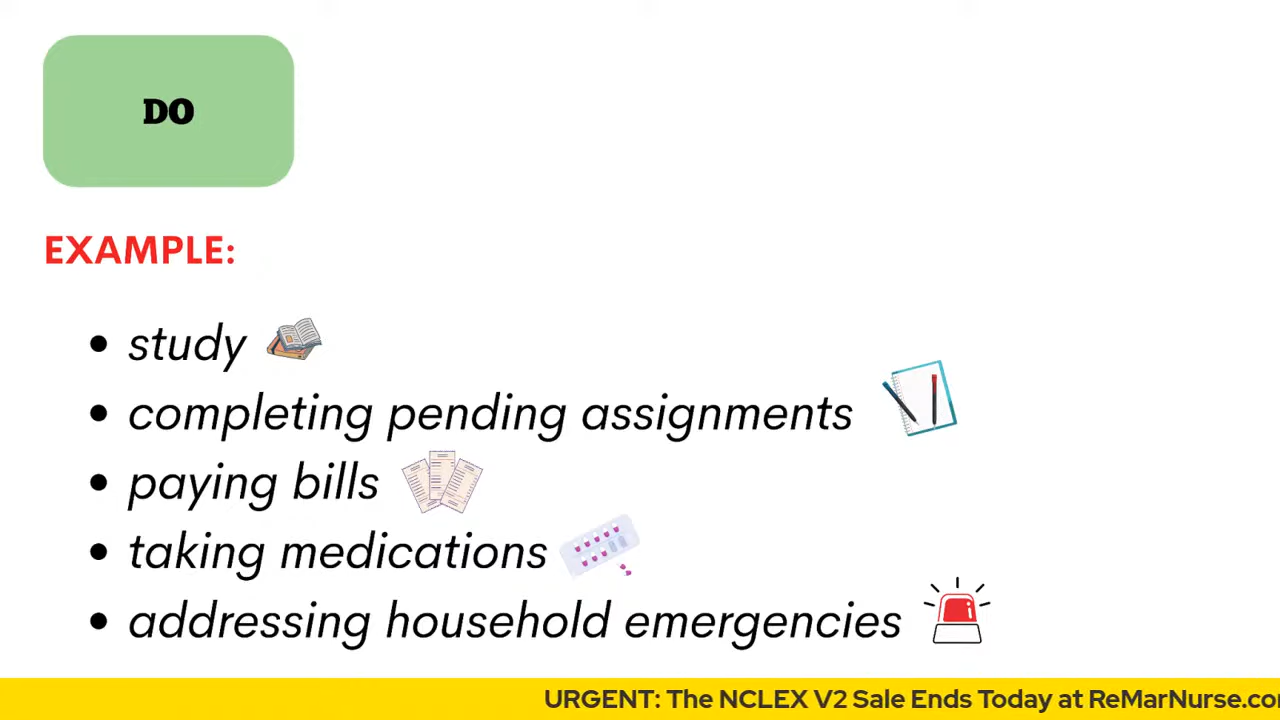 DO
EXAMPLE:
• study
• completing pending assignments
• paying bills
• taking medications
• addressing household emergencies
URGENT: The NCLEX V2 Sale Ends Today at ReMarNurse.co